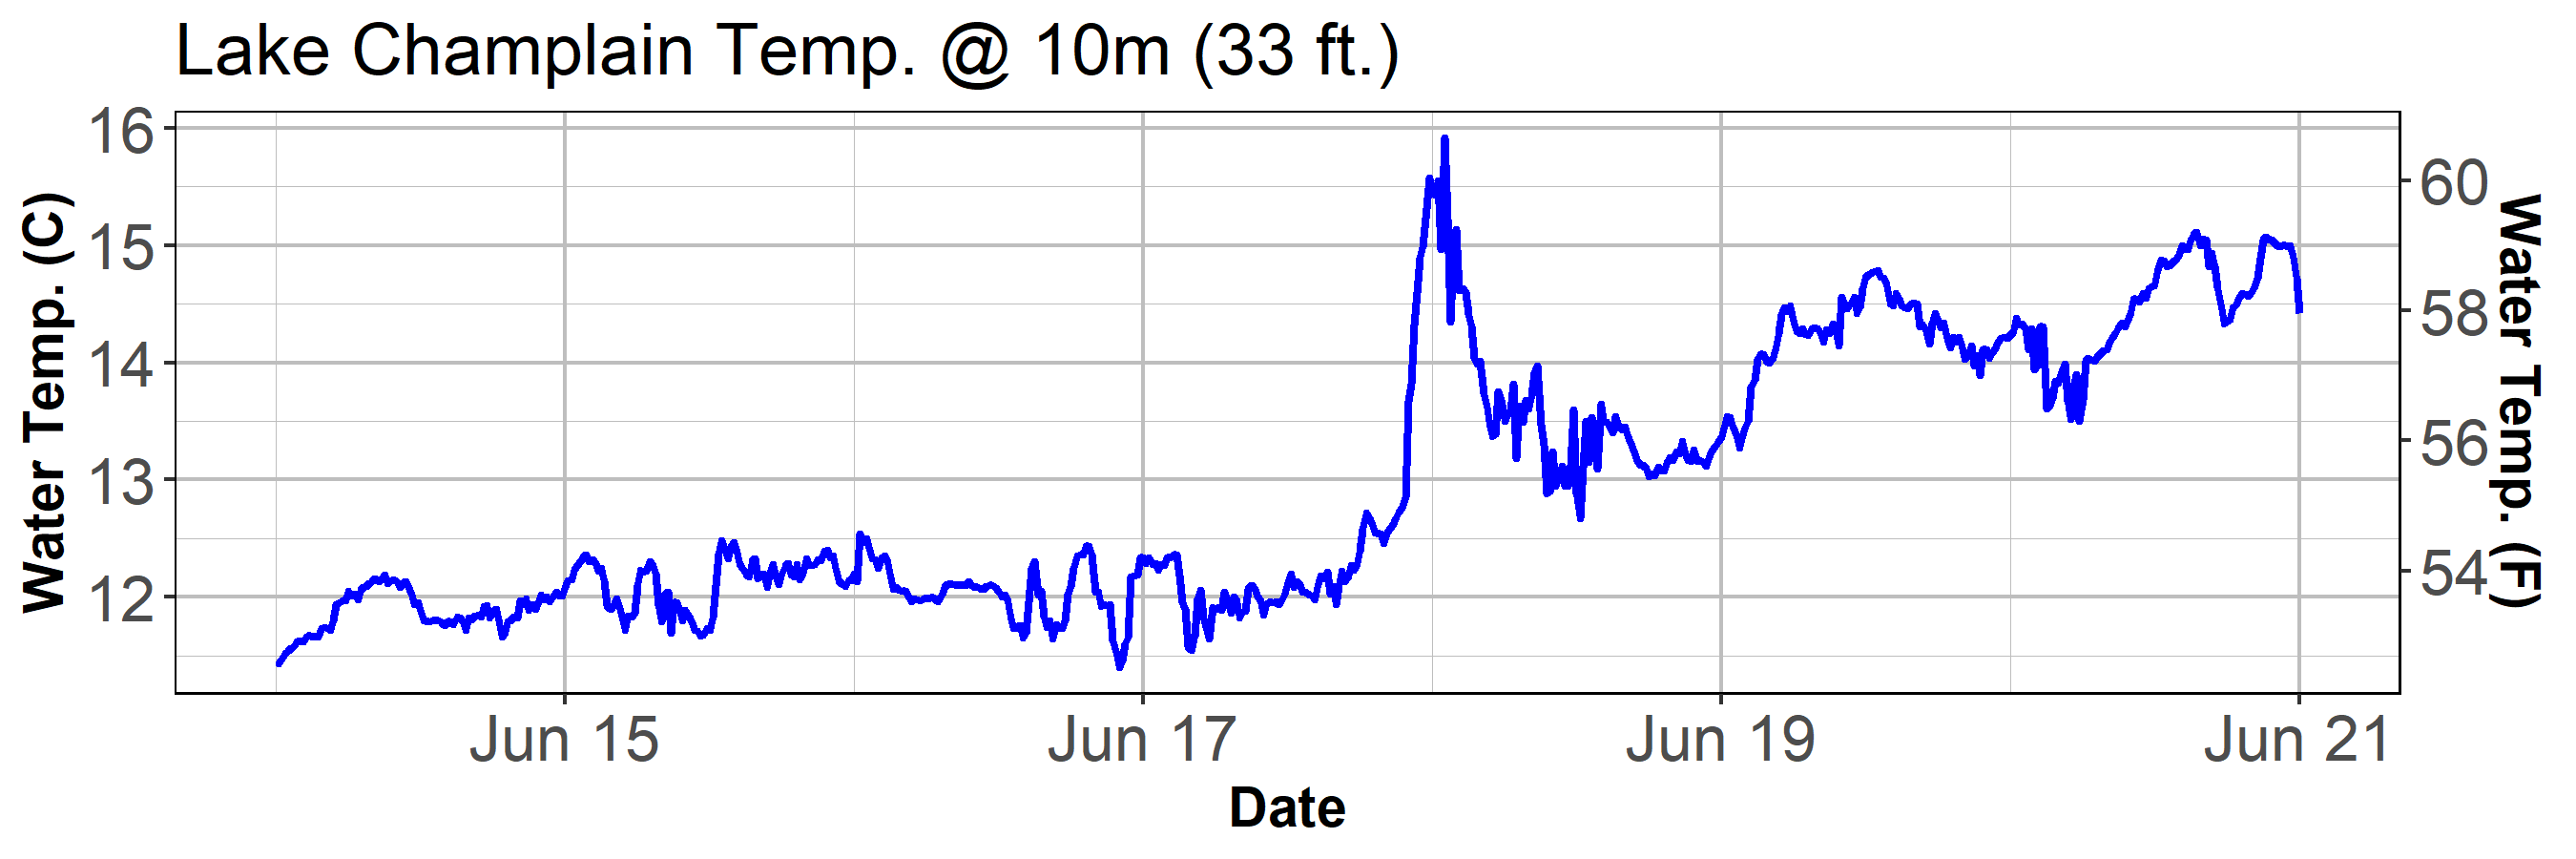 Lake Champlain Temp. @ 10m (33 ft.)
Water Temp. (C)
16
15
14
13
12
60
58
56
54
Water Temp. (F)
Jun 15
Jun 17
Jun 19
Jun 21
Date